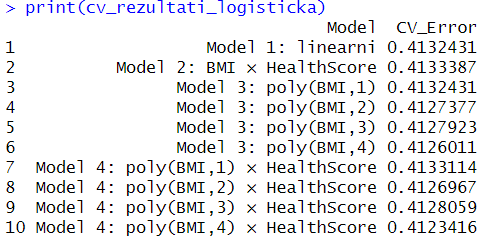 > print(cv_rezultati_logisticka)
Model CV_Error
1 Model 1: linearni 0.4132431
2 Model 2: BMI × HealthScore 0.4133387
3 Model 3: poly(BMI,1) 0.4132431
4 Model 3: poly(BMI,2) 0.4127377
5 Model 3: poly(BMI,3) 0.4127923
6 Model 3: poly(BMI,4) 0.4126011
7 Model 4: poly(BMI,1) × HealthScore 0.4133114
8 Model 4: poly(BMI,2) × HealthScore 0.4126967
9 Model 4: poly(BMI,3) × HealthScore 0.4128059
10 Model 4: poly(BMI,4) × HealthScore 0.4123416